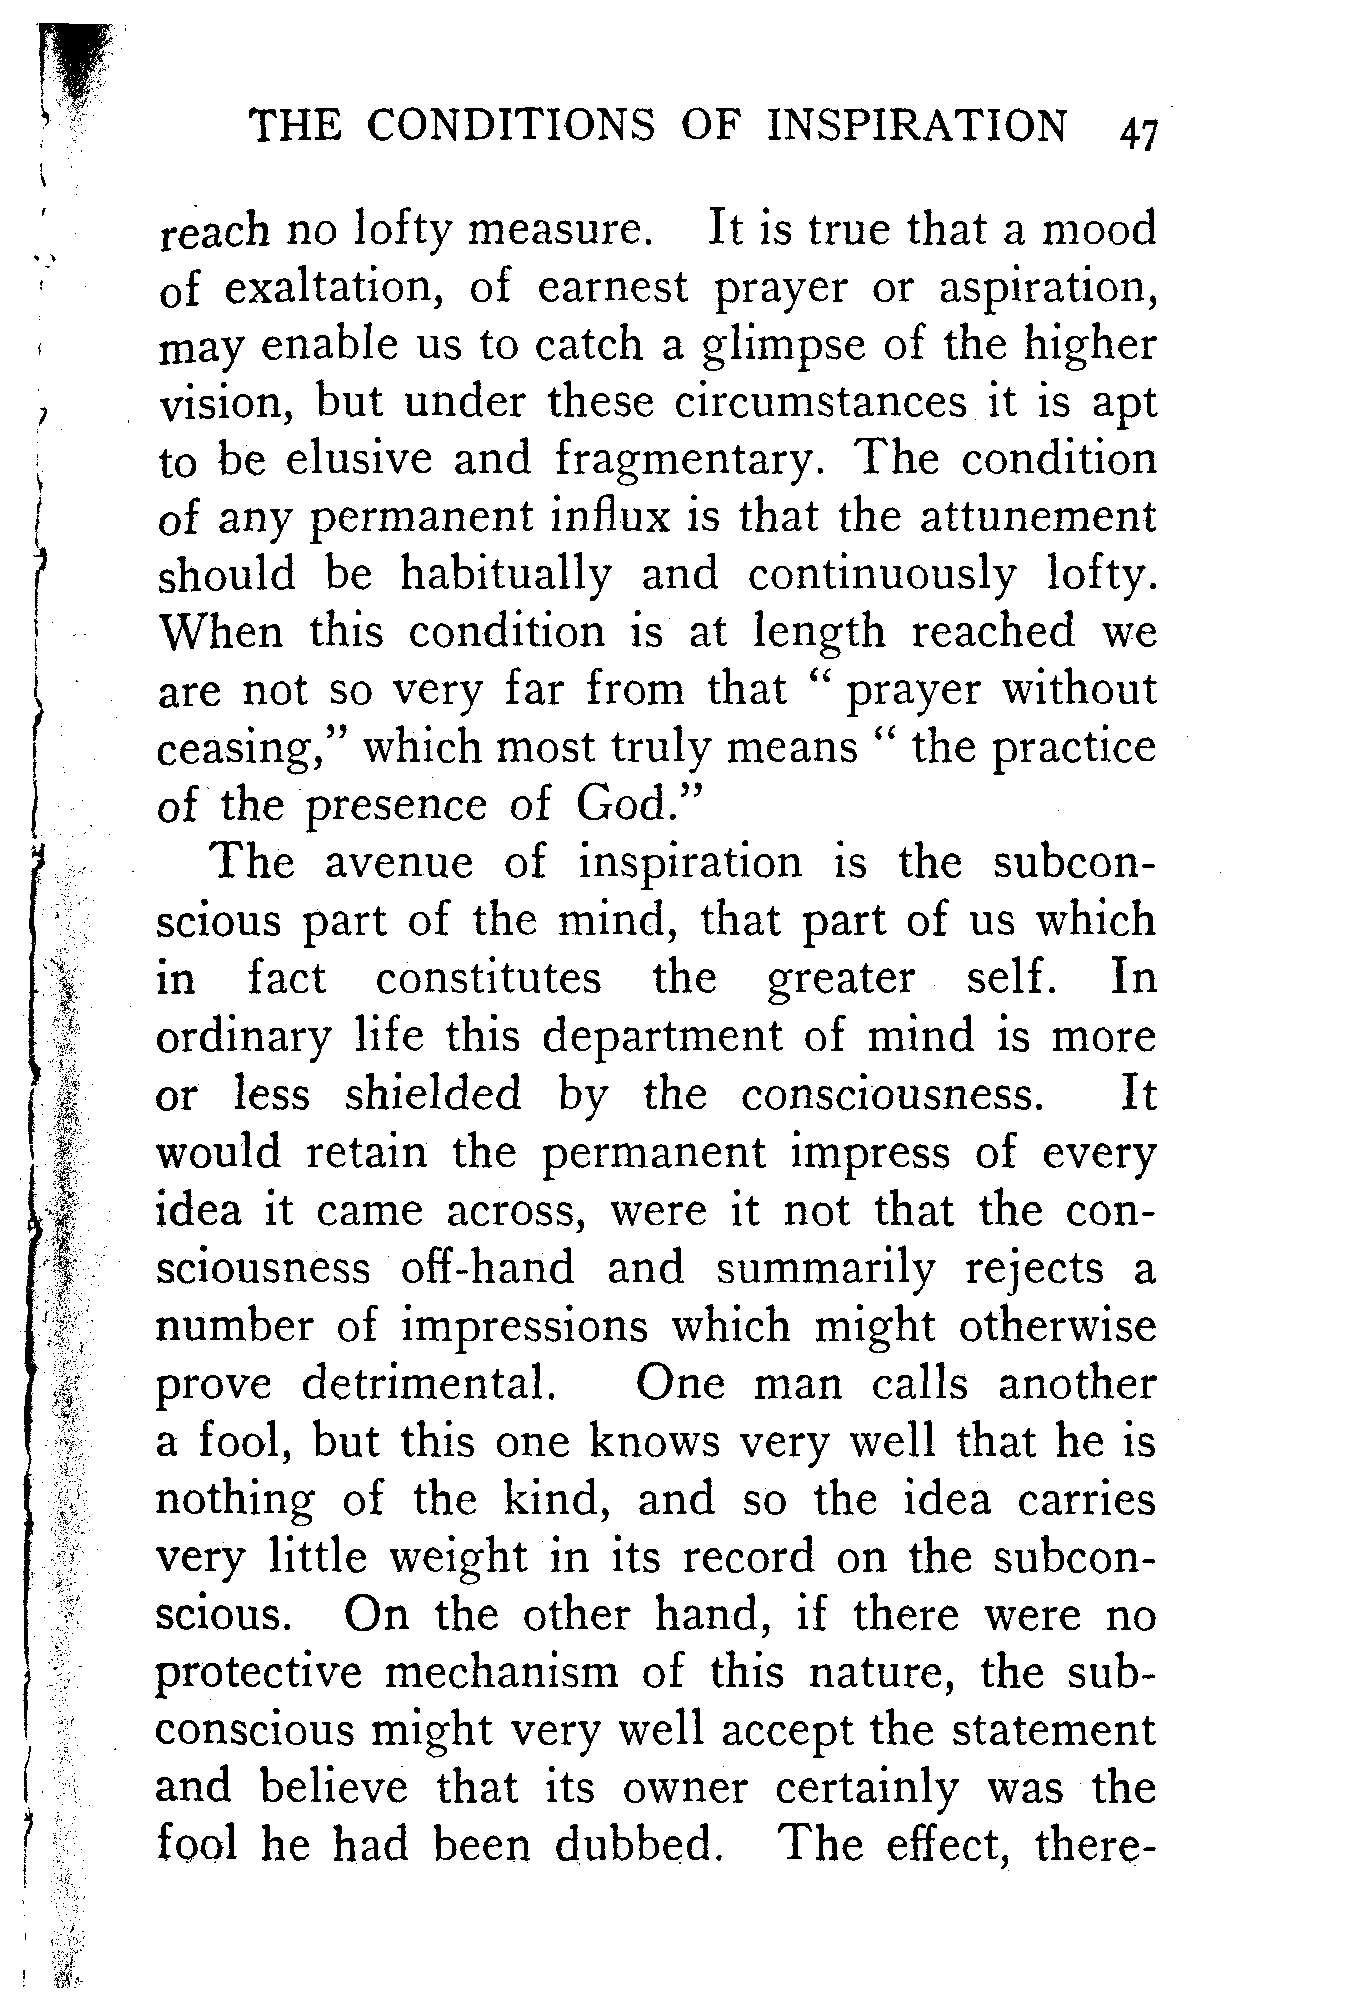 THE CONDITIONS OF INSPIRATION 47
reach no lofty measure. It is true that a mood
of exaltation, of earnest prayer or aspiration,
may enable us to catch a glimpse of the higher
vision, but under these circumstances it is apt
to be elusive and fragmentary. The condition
of any permanent influx is that the attunement
should be habitually and continuously lofty.
When this condition is at length reached we
are not so very far from that “ prayer without
ceasing,” which most truly means “ the practice
of the presence of God.”
The avenue of inspiration is the subcon-
scious part of the mind, that part of us which
in fact constitutes the greater self. In
ordinary life this department of mind is more
or less shielded by the consciousness. It
would retain the permanent impress of every
idea it came across, were it not that the con-
sciousness off-hand and summarily rejects a
number of impressions which might otherwise
prove detrimental. One man calls another
a fool, but this one knows very well that he is
nothing of the kind, and so the idea carries
very little weight in its record on the subcon-
scious. On the other hand, if there were no
protective mechanism of this nature, the sub-
conscious might very well accept the statement
and believe that its owner certainly was the
fool he had been dubbed. The effect, there-